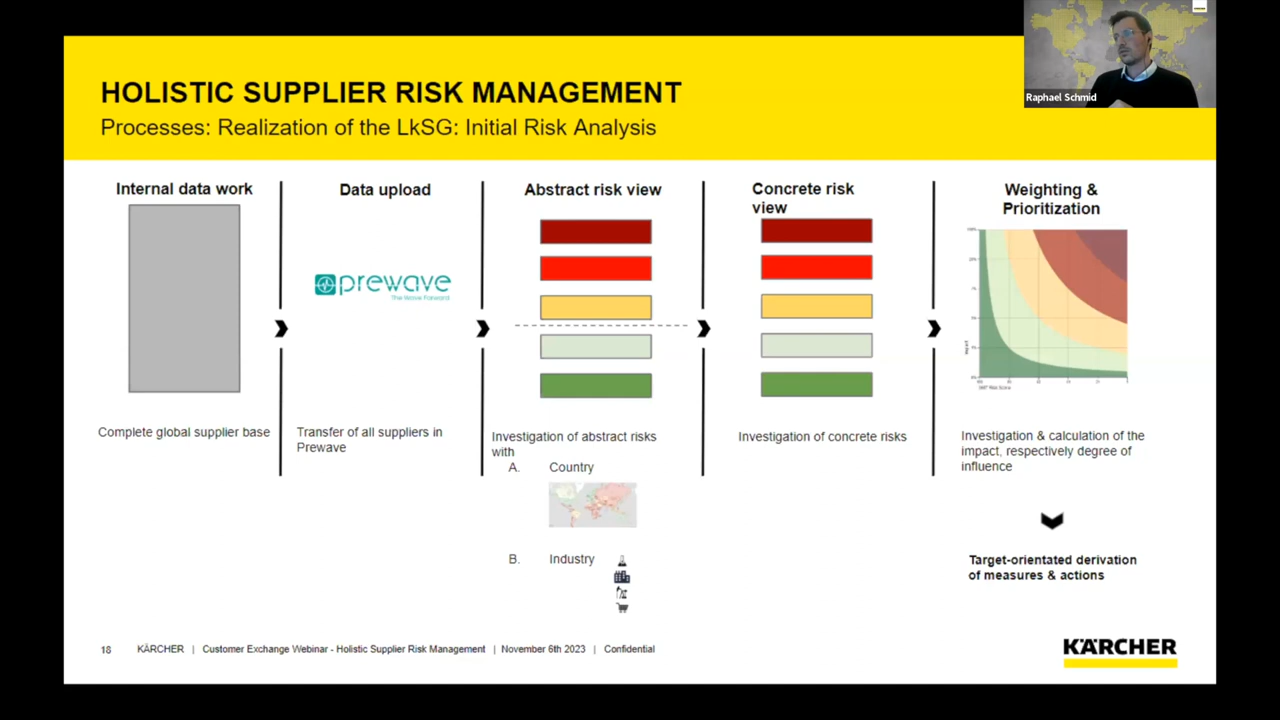 KÄRCHER
Raphael Schmid
HOLISTIC SUPPLIER RISK MANAGEMENT
Processes: Realization of the LkSG: Initial Risk Analysis
Internal data work
Complete global supplier base
Data upload
prewave
The Move Forward
Transfer of all suppliers in
Prewave
Abstract risk view
Investigation of abstract risks
with
A. Country
B. Industry
Concrete risk
view
Investigation of concrete risks
Weighting &
Prioritization
Investigation & calculation of the
impact, respectively degree of
influence
Target-orientated derivation
of measures & actions
18 KÄRCHER | Customer Exchange Webinar - Holistic Supplier Risk Management | November 6th 2023 | Confidential
KÄRCHER